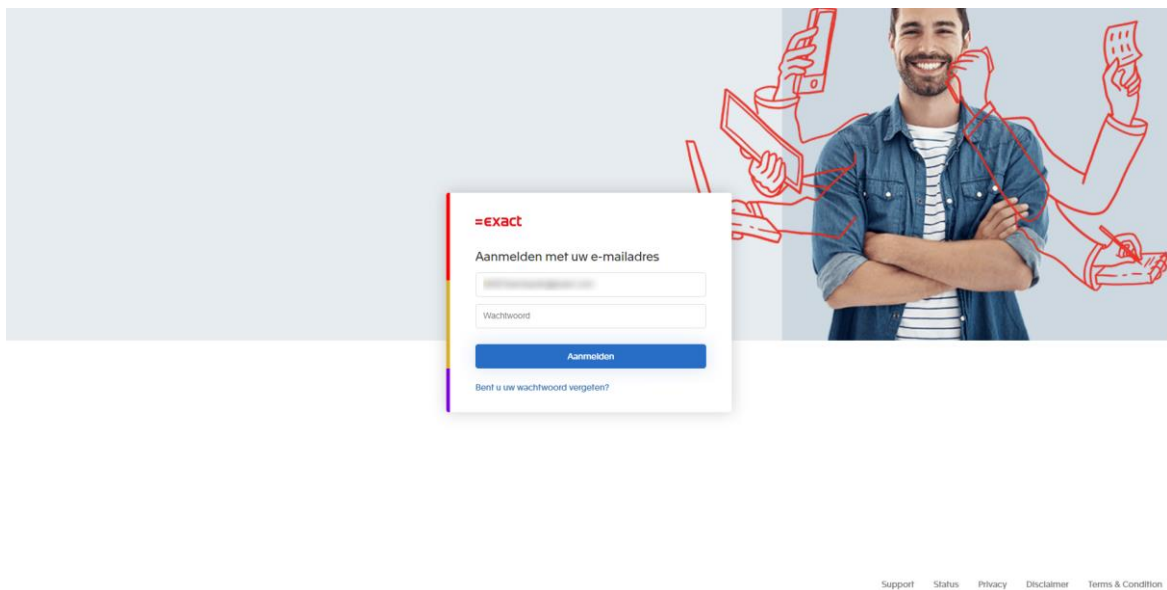 =exact
Aanmelden met uw e-mailadres
Wachtwoord
Aanmelden
Bent u uw wachtwoord vergeten?
Support Status Privacy Disclaimer Terms & Condition